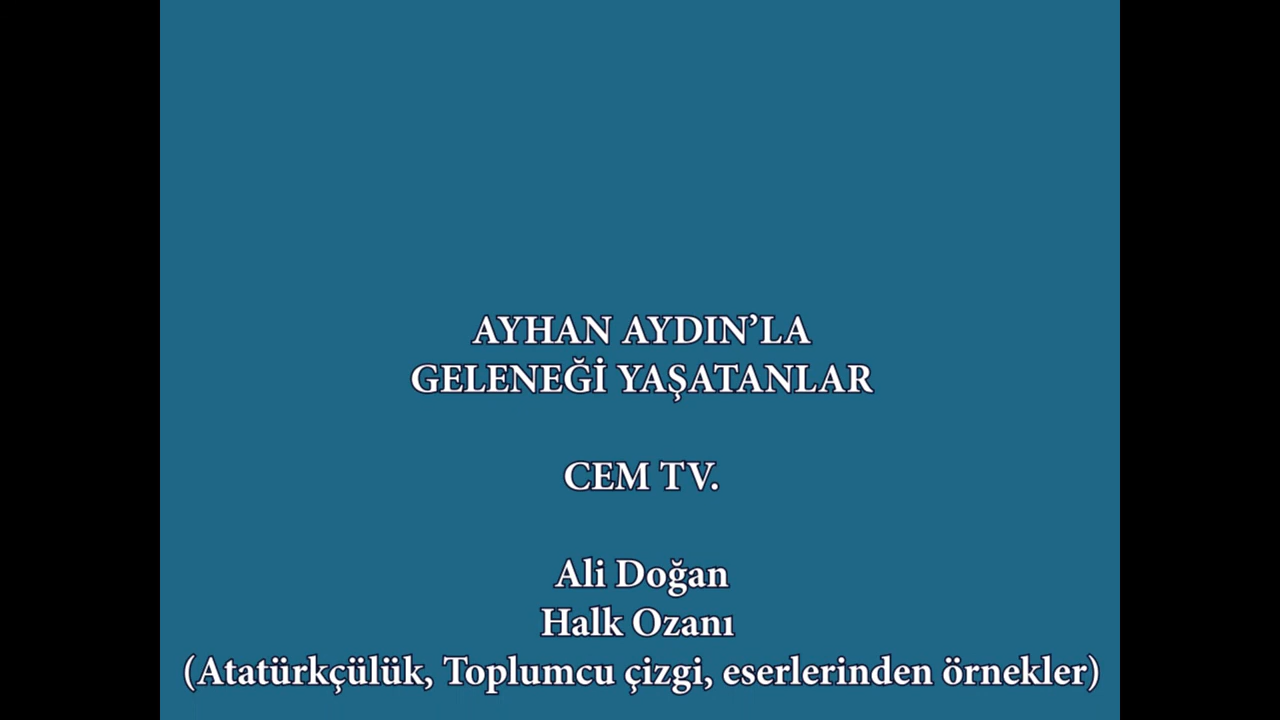 AYHAN AYDIN’LA
GELENEĞİ YAŞATANLAR
CEM TV.
Ali Doğan
Halk Ozanı
(Atatürkçülük, Toplumcu çizgi, eserlerinden örnekler)